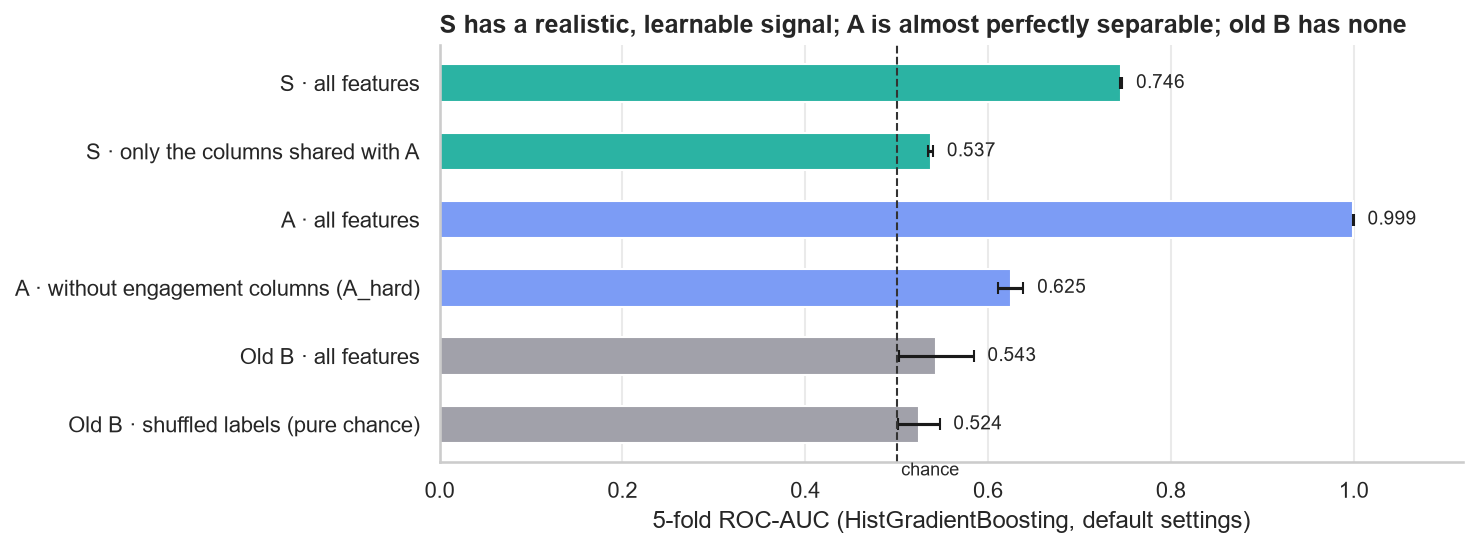 S has a realistic, learnable signal; A is almost perfectly separable; old B has none
S · all features
0.746
S · only the columns shared with A
0.537
A · all features
0.999
A · without engagement columns (A_hard)
0.625
Old B · all features
0.543
Old B · shuffled labels (pure chance)
0.524
chance
0.0 0.2 0.4 0.6 0.8 1.0
5-fold ROC-AUC (HistGradientBoosting, default settings)